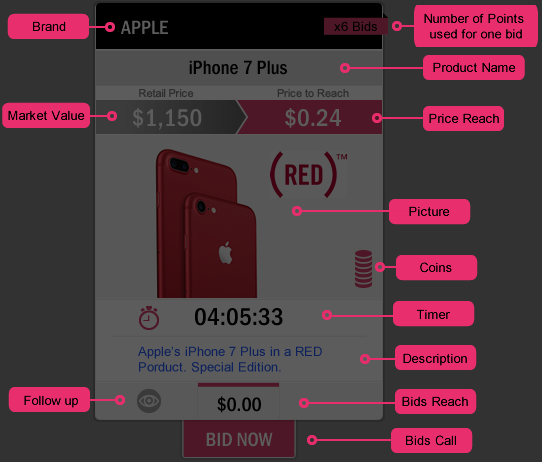 Brand
APPLE
x6 Bids
Number of Points
used for one bid
iPhone 7 Plus
Product Name
Retail Price
Price to Reach
Market Value
$1,150
$0.24
Price Reach
(RED)™
Picture
Coins
04:05:33
Timer
Apple's iPhone 7 Plus in a RED
Porduct. Special Edition.
Description
Follow up
$0.00
Bids Reach
BID NOW
Bids Call